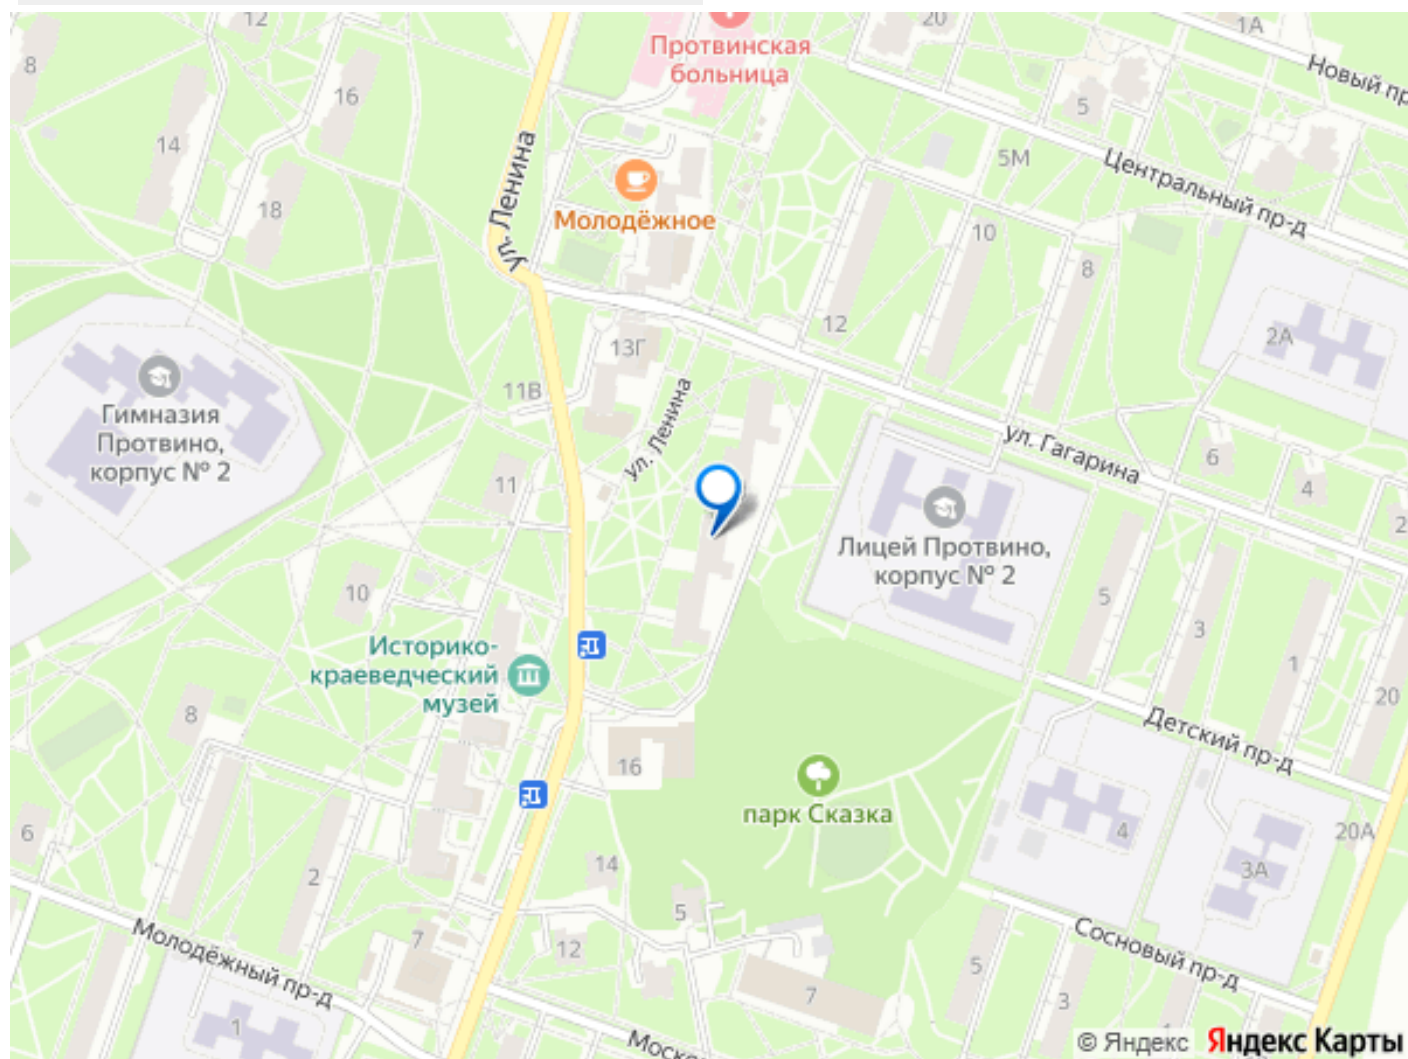 12
20
1А
8
Протвинская
больница
Новый пр
16
5
14
ул. Ленина
5М
Центральный пр-д
Молодёжное
18
10
8
12
2А
13Г
11В
ул. Ленина
Гимназия
Протвино,
корпус № 2
ул. Гагарина
6
4
11
2
Лицей Протвино,
корпус № 2
10
5
3
1
Историко-
краеведческий
музей
20
8
Детский пр-д
16
парк Сказка
6
4
20А
14
3А
2
5
Молодёжный пр-д
7
12
Сосновый пр-д
5
7
3
1
Моско
© Яндекс Яндекс Карты